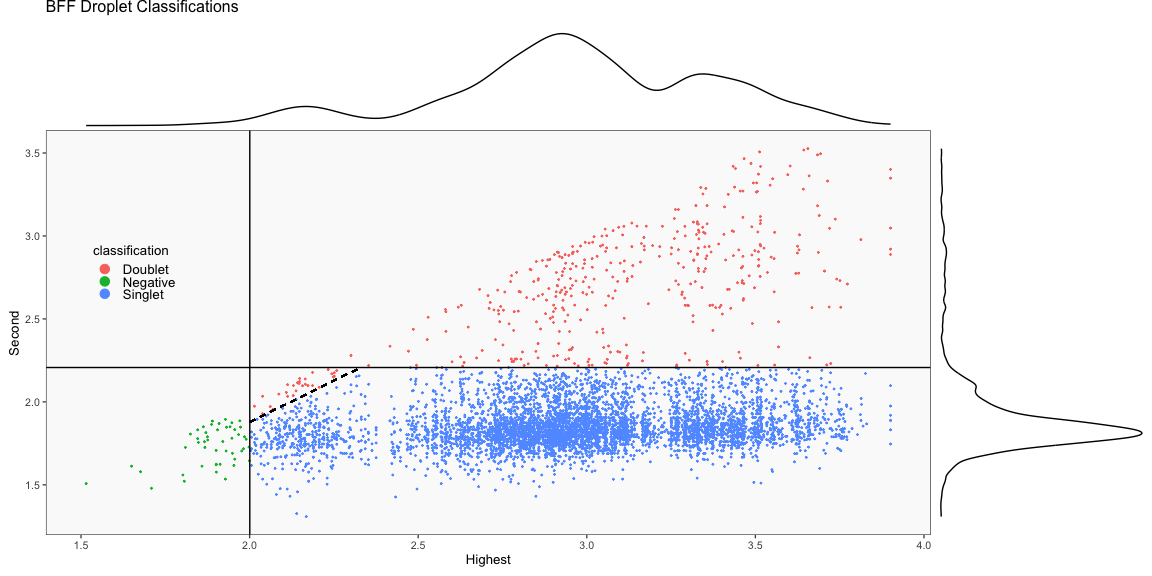 BFF Droplet Classifications
3.5
3.0
2.5
2.0
1.5
Second
classification
Doublet
Negative
Singlet
1.5
2.0
2.5
3.0
3.5
4.0
Highest